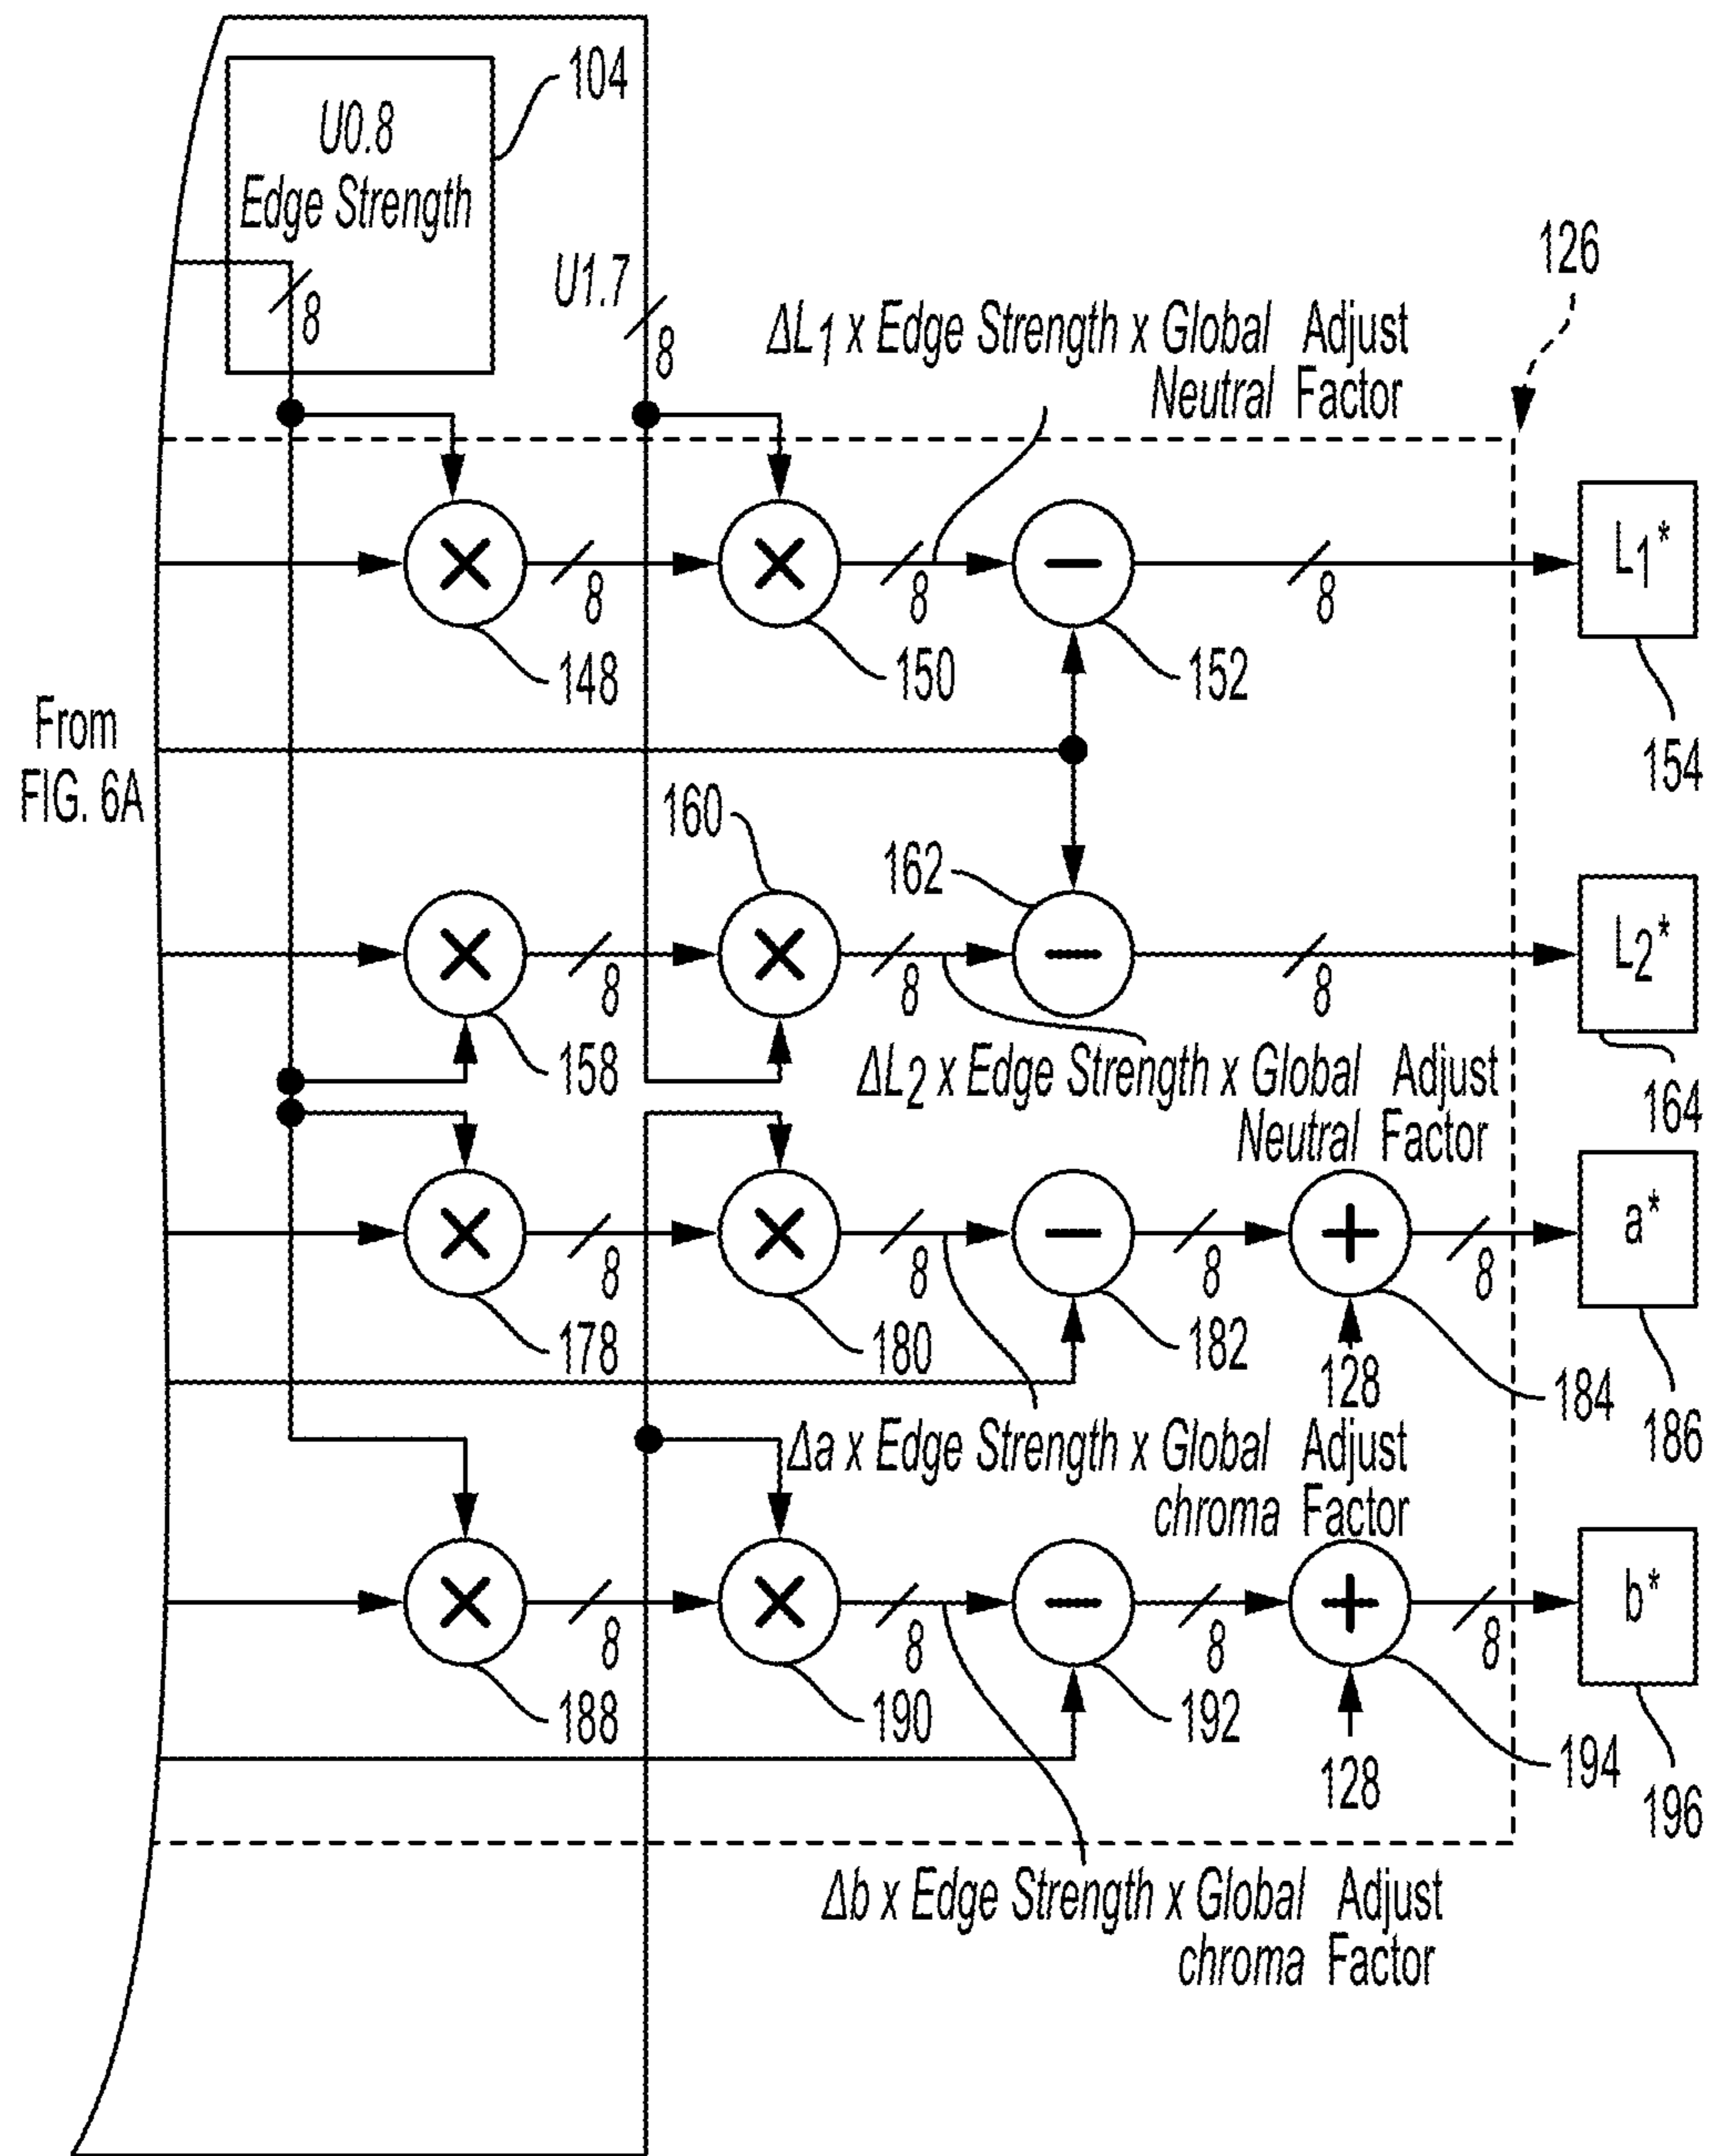 104
U0.8
Edge Strength
8
U1.7
8
126
ΔL1 x Edge Strength x Global Adjust
Neutral Factor
8
8
8
L1*
148
150
152
154
From
FIG. 6A
160
162
8
8
8
L2*
158
ΔL2 x Edge Strength x Global Adjust
Neutral Factor
164
8
8
8
8
a*
178
180
182
128
184
186
Δa x Edge Strength x Global Adjust
chroma Factor
8
8
8
8
b*
188
190
192
128
194
196
Δb x Edge Strength x Global Adjust
chroma Factor